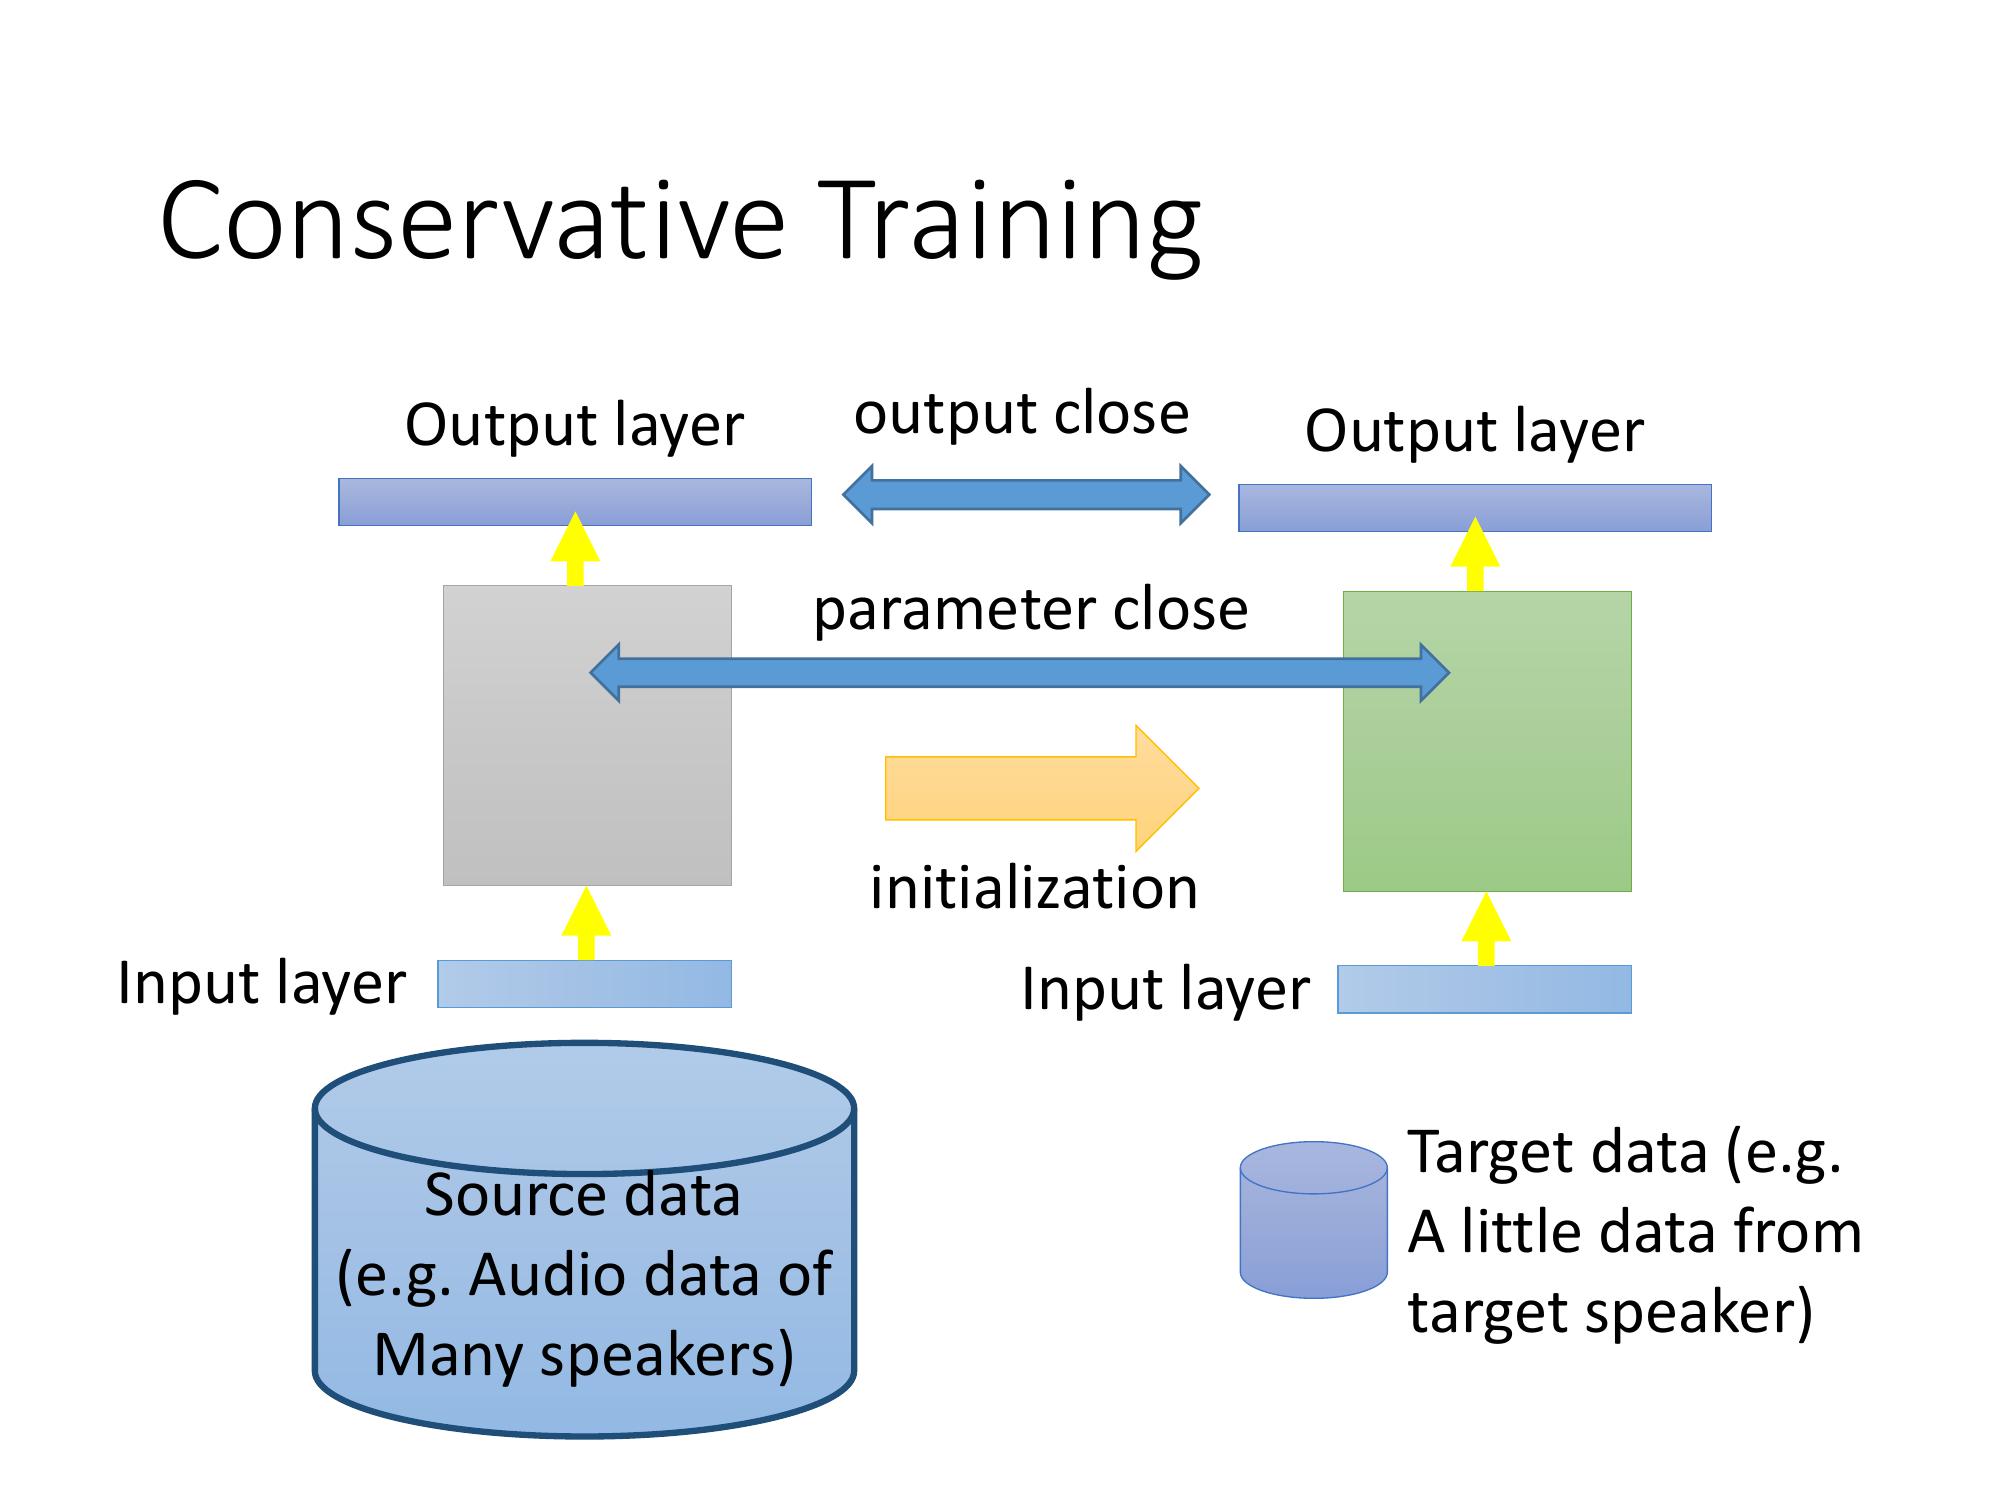 Conservative Training
Output layer
output close
Output layer
parameter close
initialization
Input layer
Input layer
Source data
(e.g. Audio data of
Many speakers)
Target data (e.g.
A little data from
target speaker)